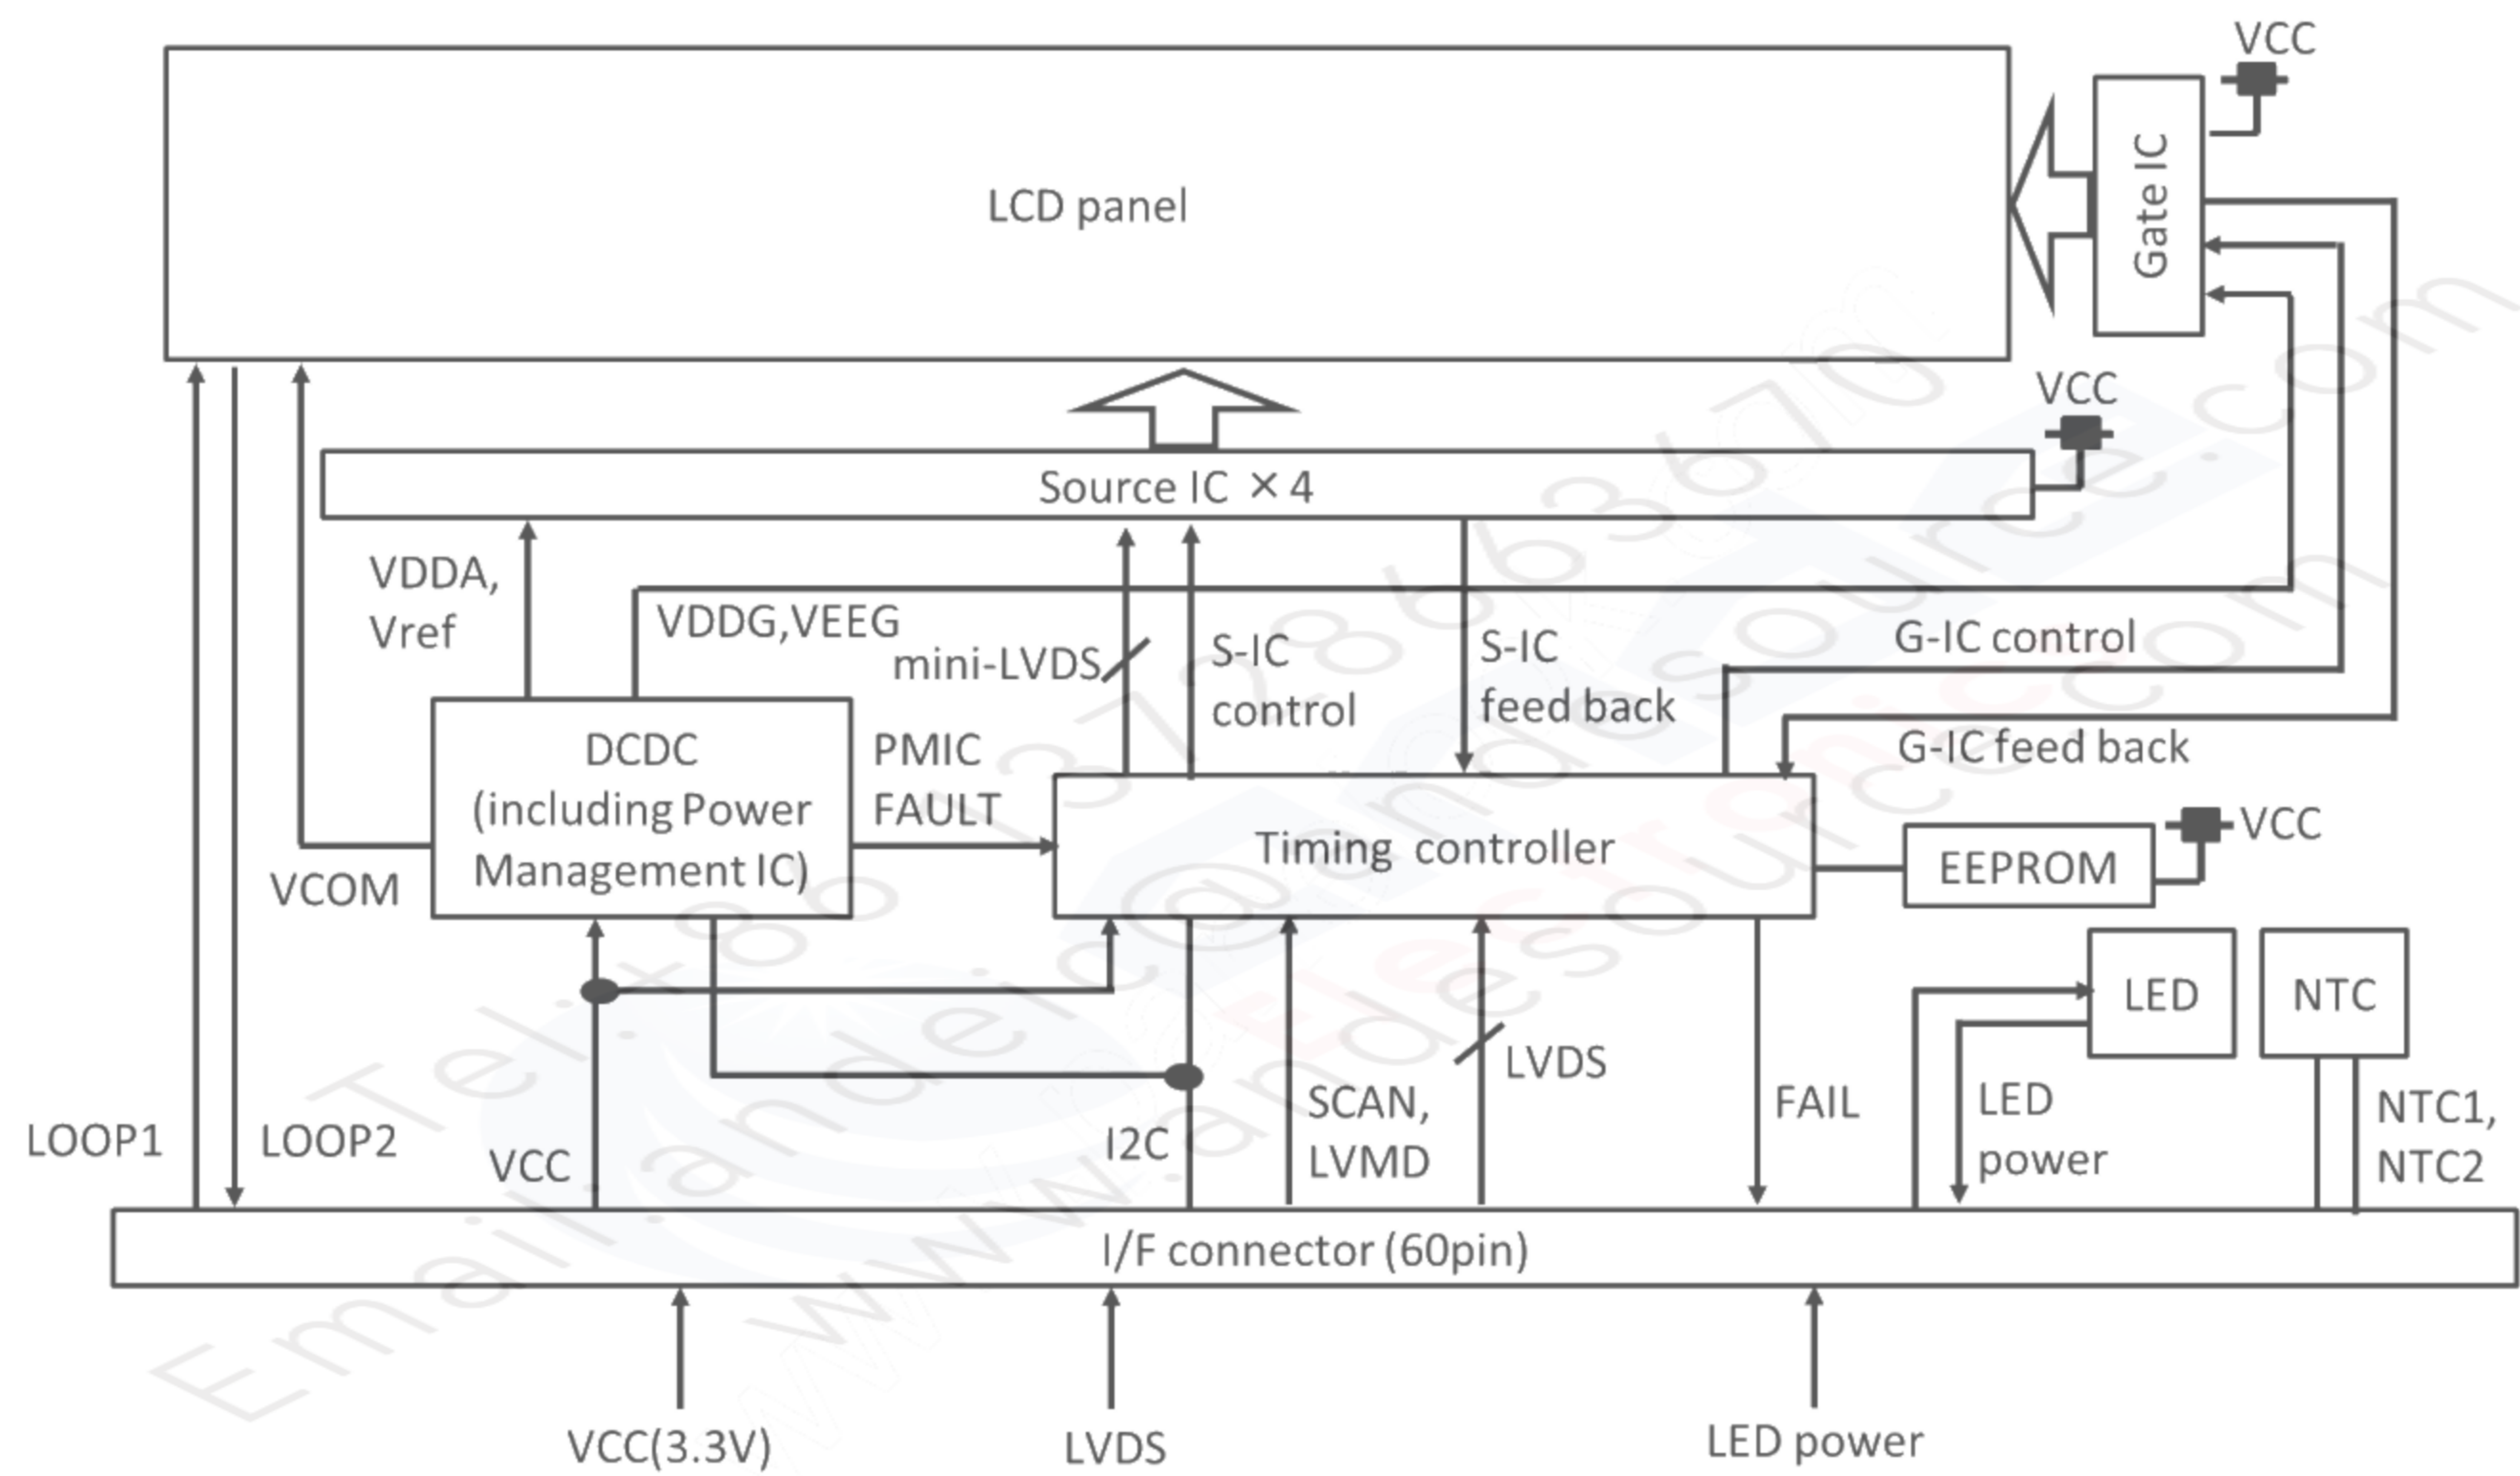 VCC
LCD panel
Gate IC
VCC
Source IC ×4
VDDA,
Vref
VDDG,VEEG
mini-LVDS
S-IC
control
S-IC
feed back
G-IC control
G-IC feed back
DCDC
(including Power
Management IC)
PMIC
FAULT
Timing controller
EEPROM
VCC
VCOM
LED
NTC
LOOP1
LOOP2
VCC
I2C
SCAN,
LVMD
LVDS
FAIL
LED
power
NTC1,
NTC2
I/F connector (60pin)
VCC(3.3V)
LVDS
LED power